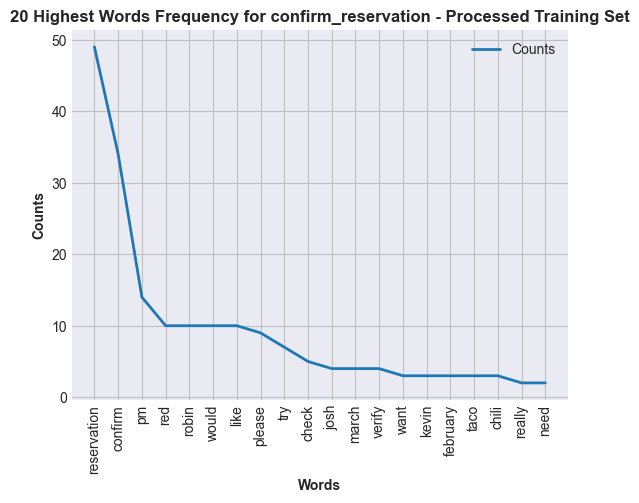 20 Highest Words Frequency for confirm_reservation - Processed Training Set
Counts
50
40
30
20
10
0
Counts
reservation
confirm
pm
red
robin
would
like
please
try
check
josh
march
verify
want
kevin
february
taco
chili
really
need
Words